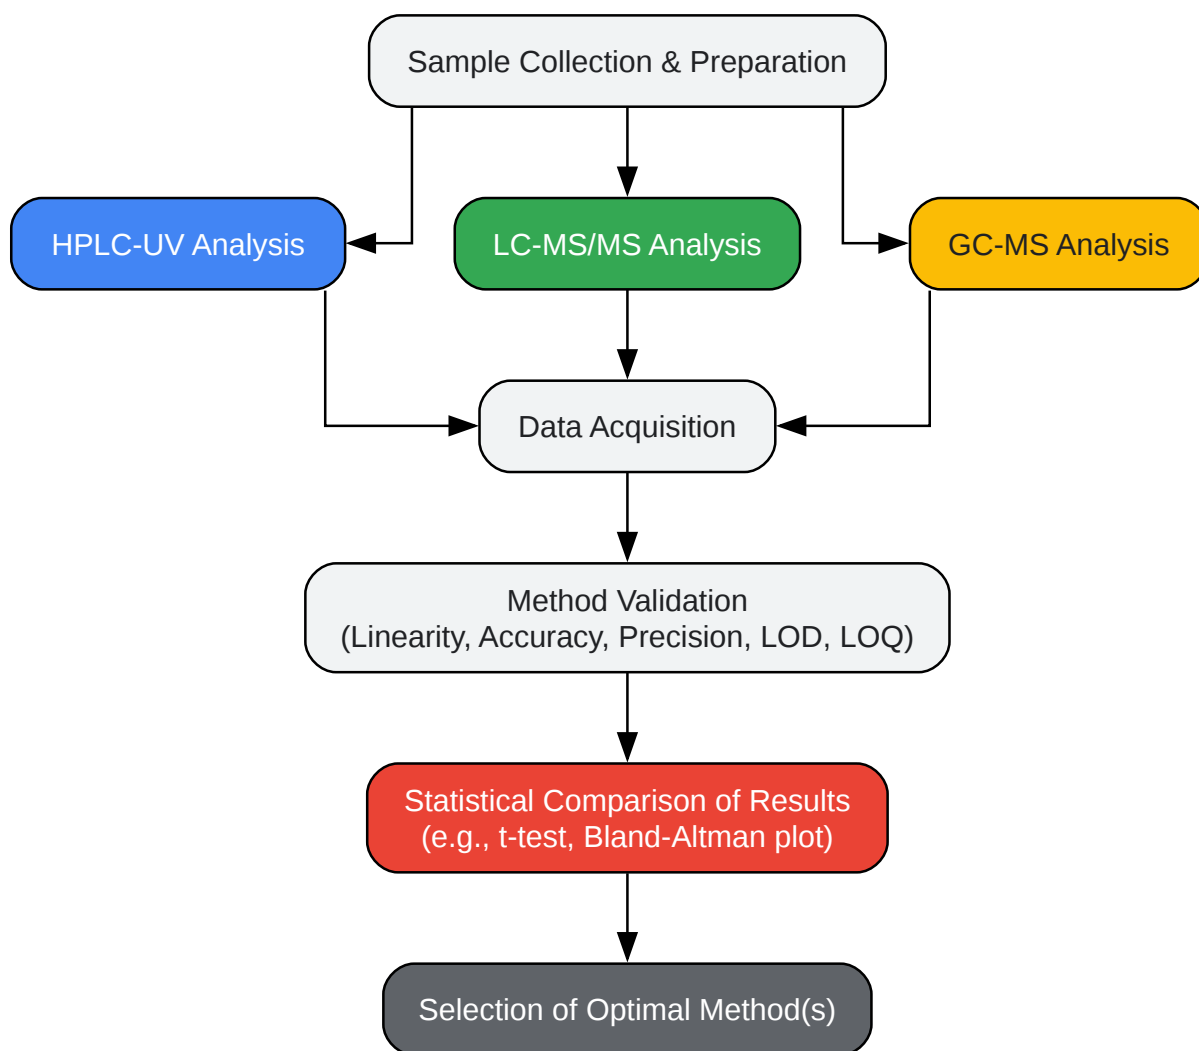 Sample Collection & Preparation
HPLC-UV Analysis
LC-MS/MS Analysis
GC-MS Analysis
Data Acquisition
Method Validation
(Linearity, Accuracy, Precision, LOD, LOQ)
Statistical Comparison of Results
(e.g., t-test, Bland-Altman plot)
Selection of Optimal Method(s)